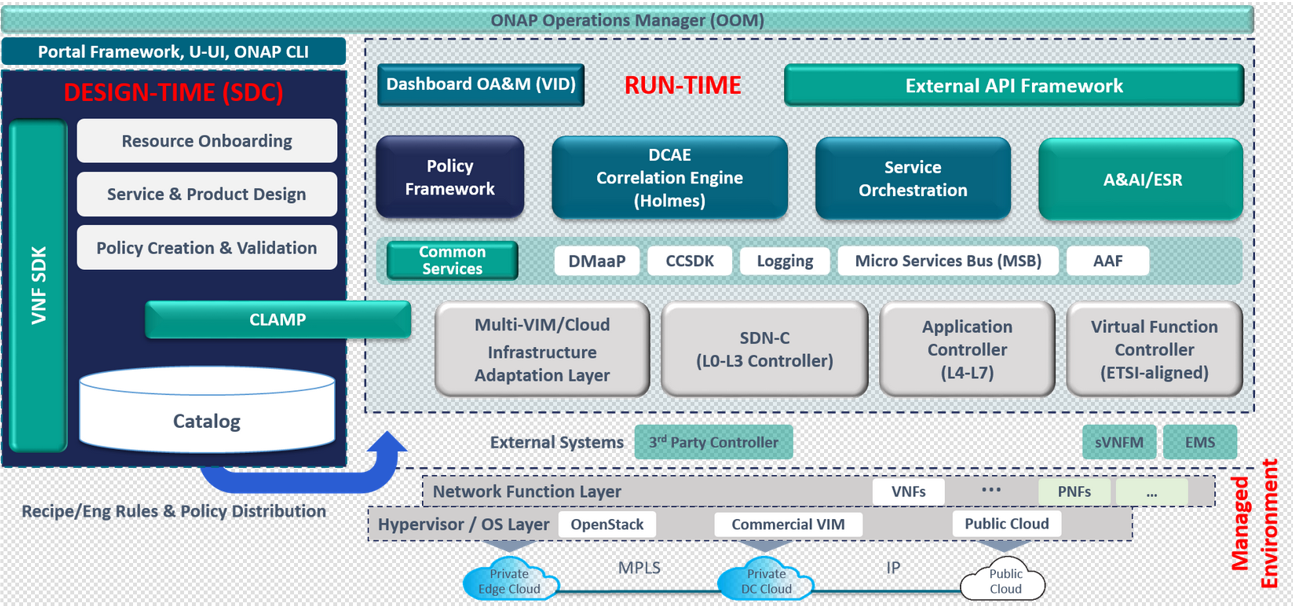 ONAP Operations Manager (OOM)
Portal Framework, U-UI, ONAP CLI
DESIGN-TIME (SDC)
VNF SDK
Resource Onboarding
Service & Product Design
Policy Creation & Validation
CLAMP
Catalog
Recipe/Eng Rules & Policy Distribution
Dashboard OA&M (VID)
RUN-TIME
External API Framework
Policy
Framework
DCAE
Correlation Engine
(Holmes)
Service
Orchestration
A&AI/ESR
Common
Services
DMaaP
CCSDK
Logging
Micro Services Bus (MSB)
AAF
Multi-VIM/Cloud
Infrastructure
Adaptation Layer
SDN-C
(L0-L3 Controller)
Application
Controller
(L4-L7)
Virtual Function
Controller
(ETSI-aligned)
External Systems
3rd Party Controller
sVNFM
EMS
Network Function Layer
VNFs
...
PNFs
...
Hypervisor / OS Layer
OpenStack
Commercial VIM
Public Cloud
Private
Edge Cloud
MPLS
Private
DC Cloud
IP
Public
Cloud
Managed
Environment